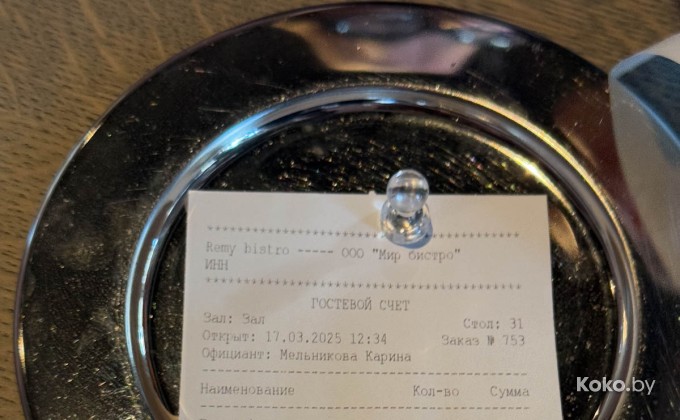 ****************************************
Remy bistro ----- ООО "Мир бистро"
ИНН
****************************************
ГОСТЕВОЙ СЧЕТ
Зал: Зал Стол: 31
Открыт: 17.03.2025 12:34 Заказ № 753
Официант: Мельникова Карина
----------------------------------------
Наименование Кол-во Сумма
----------------------------------------
Koko.by